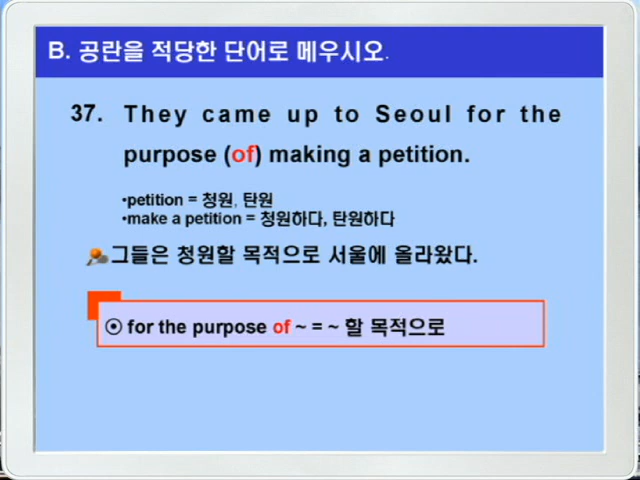 B. 공란을 적당한 단어로 메우시오.
37. They came up to Seoul for the
purpose (of) making a petition.
•petition = 청원, 탄원
•make a petition = 청원하다, 탄원하다
그들은 청원할 목적으로 서울에 올라왔다.
⊙ for the purpose of ~ = ~ 할 목적으로